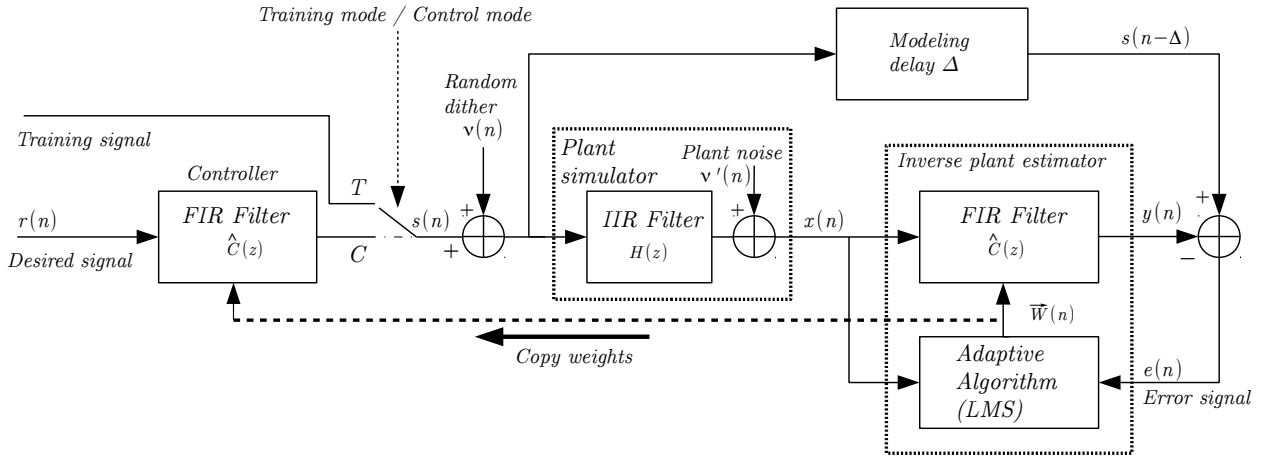 Training mode / Control mode
Modeling
delay Δ
s(n−Δ)
Random
dither
ν(n)
Training signal
Plant
simulator
Plant noise
ν'(n)
Inverse plant estimator
Controller
T
FIR Filter
Ĉ(z)
r(n)
Desired signal
C
s(n)
+
+
IIR Filter
H(z)
+
x(n)
FIR Filter
Ĉ(z)
y(n)
+
−
W⃗(n)
Copy weights
Adaptive
Algorithm
(LMS)
e(n)
Error signal